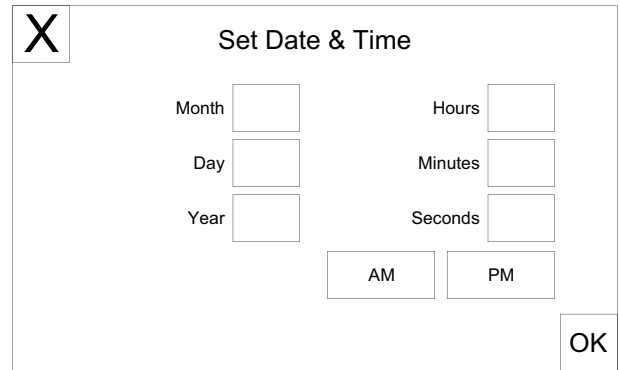 X
Set Date & Time
Month
Hours
Day
Minutes
Year
Seconds
AM
PM
OK